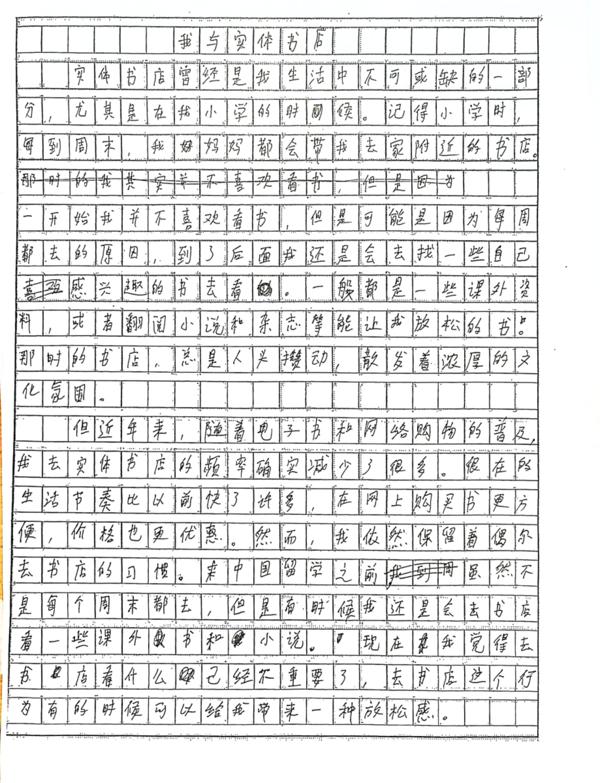 我与实体书店
实体书店曾经是我生活中不可或缺的一部
分，尤其是在我小学的时间候。记得小学时，
每到周末，我妈妈都会带我去家附近的书店。
那时的我其实并不喜欢看书，但是因为
一开始我并不喜欢看书，但是可能是因为每周
都去的原因，到了后面我还是会去找一些自己
喜欢感兴趣的书去看。一般都是一些课外资
料，或者翻阅小说和杂志等能让我放松的书。
那时的书店，总是人头攒动，散发着浓厚的文
化氛围。
但近年来，随着电子书和网络购物的普及，
我去实体书店的频率确实减少了很多。现在的
生活节奏比以前快了许多，在网上购买书更方
便，价格也更优惠。然而，我依然保留着偶尔
去书店的习惯。来中国留学之前，我到周虽然不
是每个周末都去，但是有时候我还是会去书店
看一些课外书和小说。现在我觉得去
书店看什么已经不重要了，去书店这个行
为有的时候可以给我带来一种放松感。